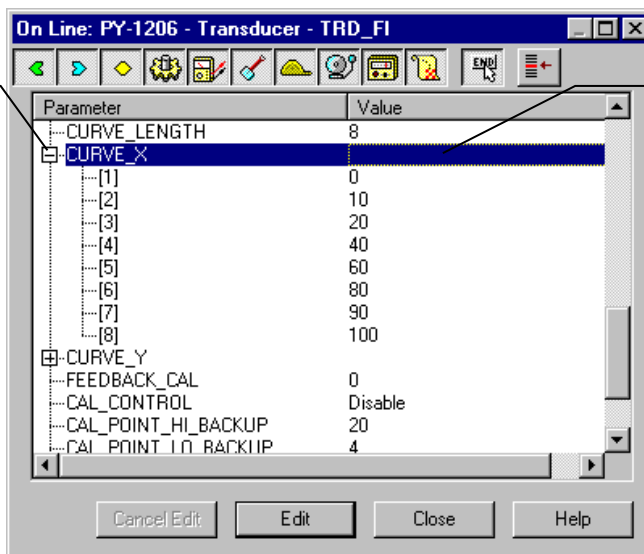 On Line: PY-1206 - Transducer - TRD_FI
END
Parameter Value
CURVE_LENGTH 8
CURVE_X
[1] 0
[2] 10
[3] 20
[4] 40
[5] 60
[6] 80
[7] 90
[8] 100
CURVE_Y
FEEDBACK_CAL 0
CAL_CONTROL Disable
CAL_POINT_HI_BACKUP 20
CAL_POINT_LO_BACKUP 4
Cancel Edit Edit Close Help